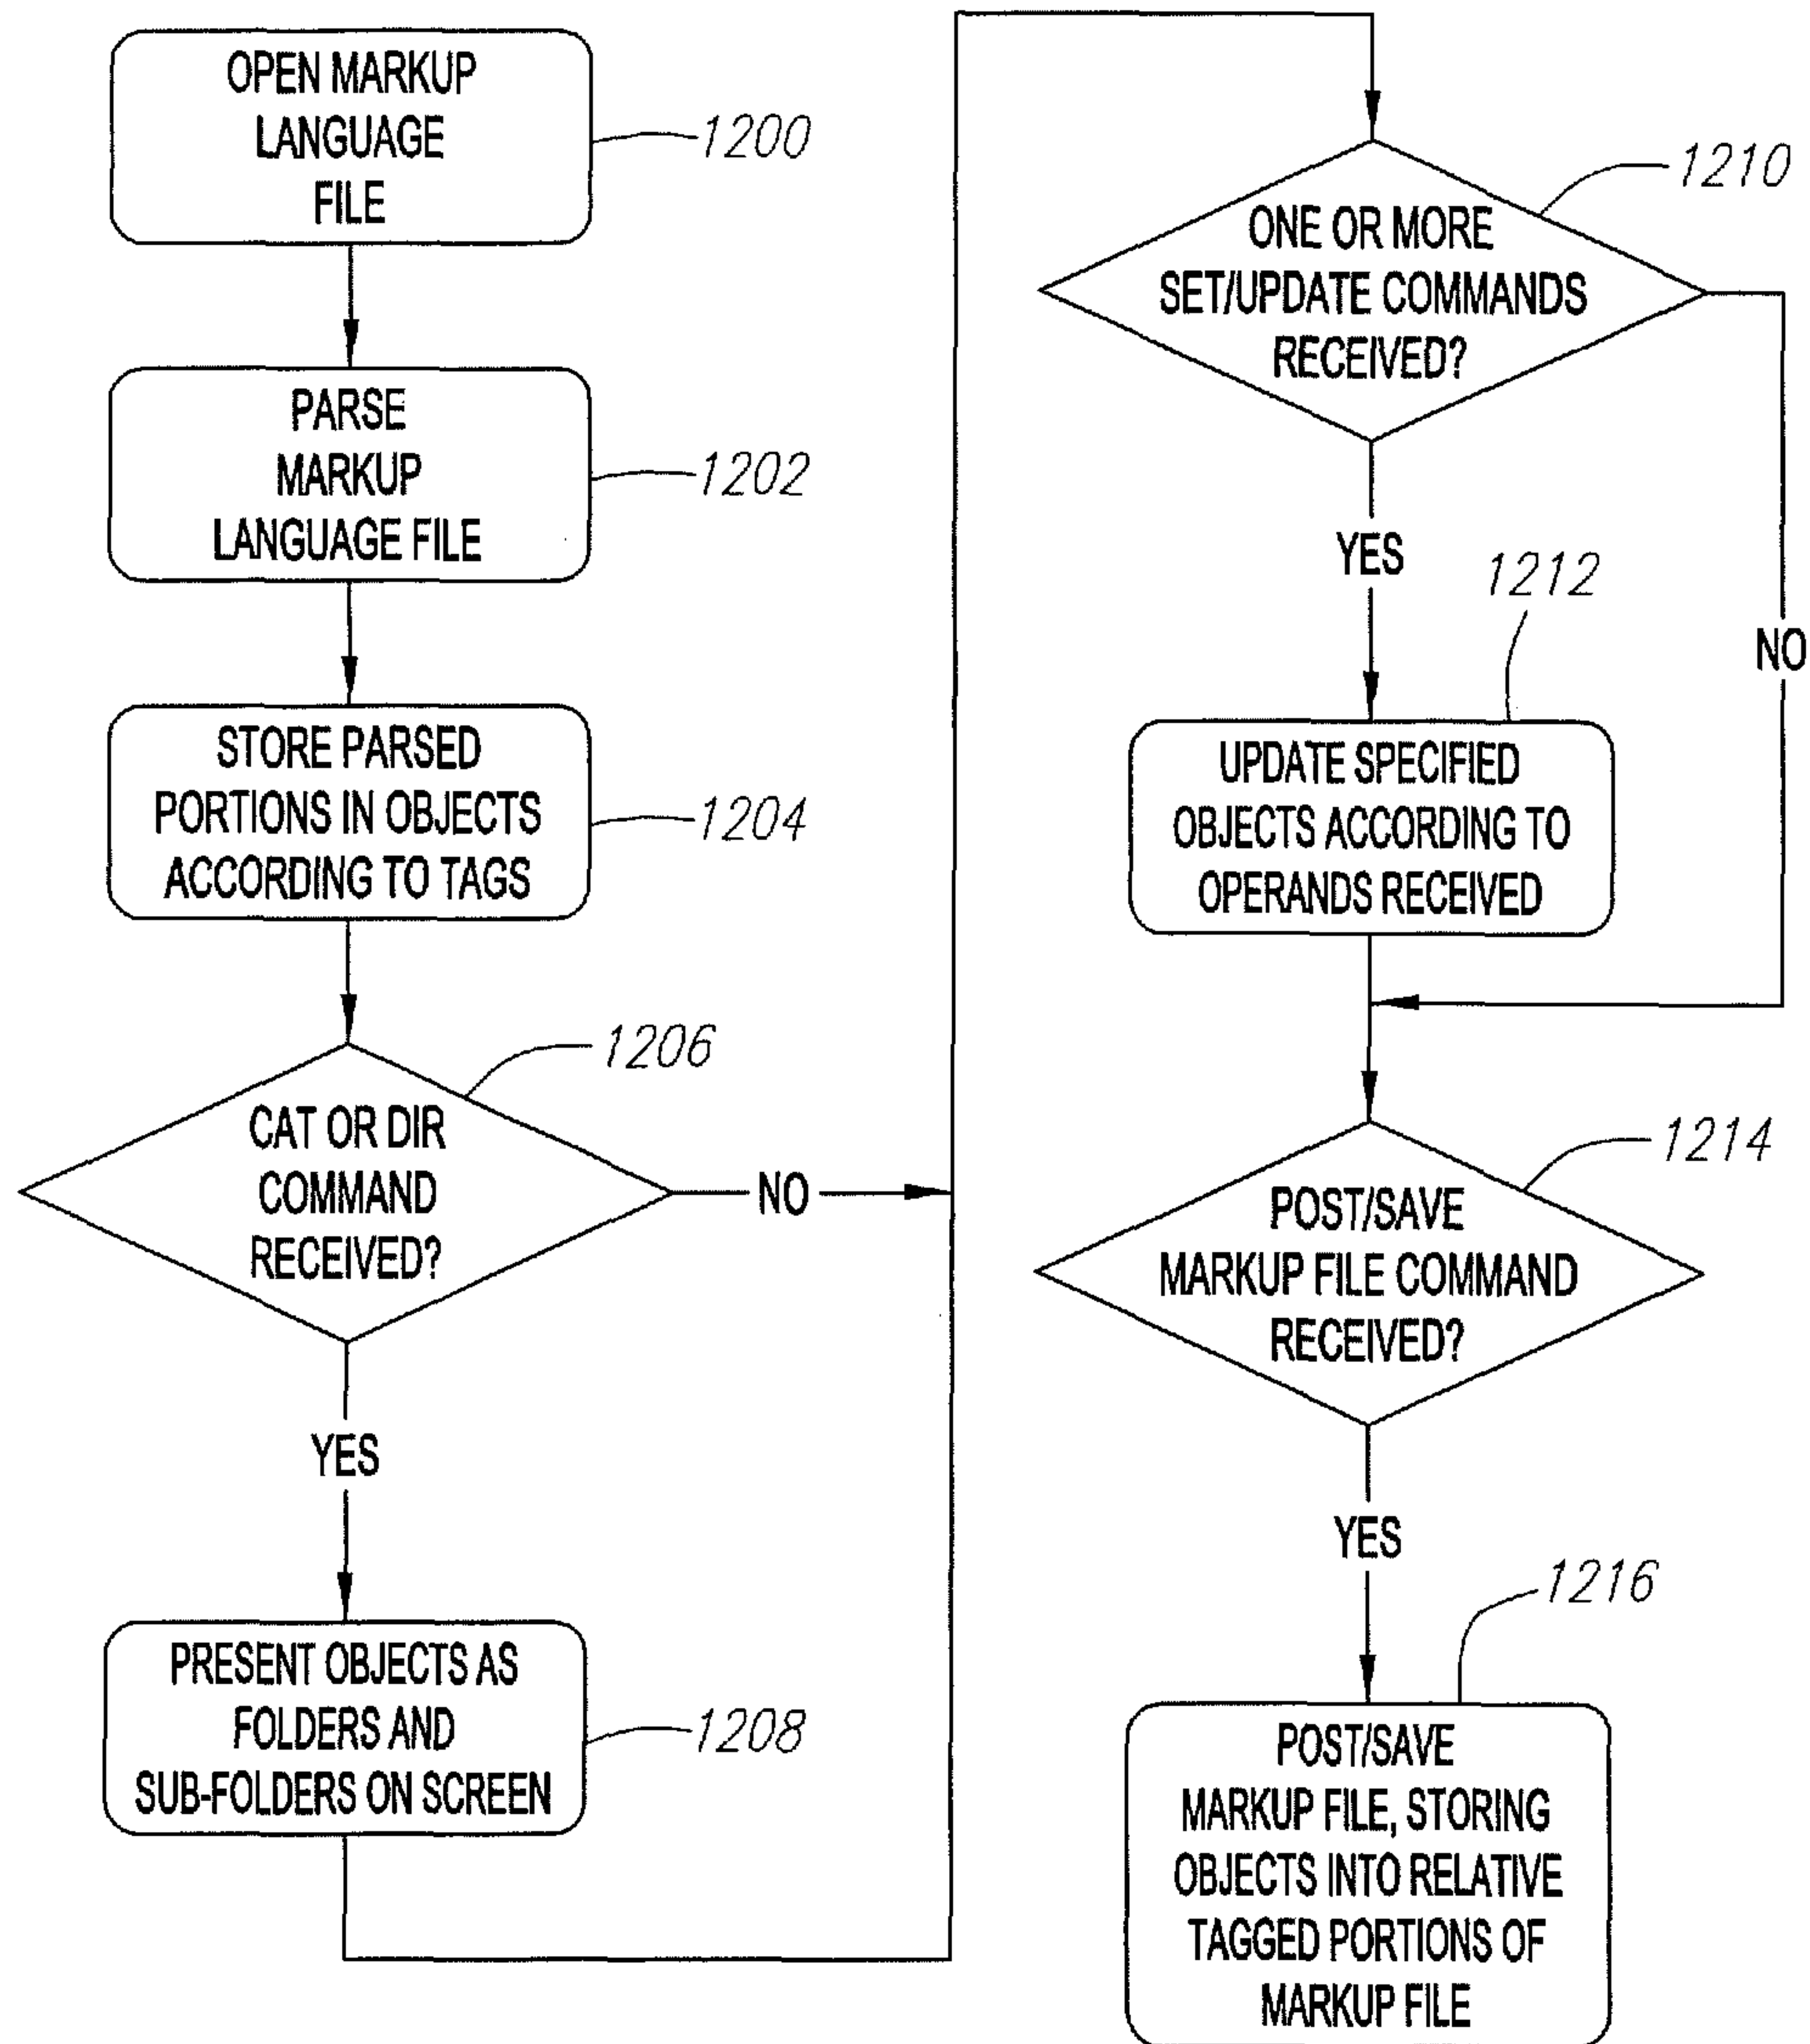 OPEN MARKUP
LANGUAGE
FILE
1200
PARSE
MARKUP
LANGUAGE FILE
1202
STORE PARSED
PORTIONS IN OBJECTS
ACCORDING TO TAGS
1204
1206
CAT OR DIR
COMMAND
RECEIVED?
NO
YES
PRESENT OBJECTS AS
FOLDERS AND
SUB-FOLDERS ON SCREEN
1208
1210
ONE OR MORE
SET/UPDATE COMMANDS
RECEIVED?
YES
NO
1212
UPDATE SPECIFIED
OBJECTS ACCORDING TO
OPERANDS RECEIVED
1214
POST/SAVE
MARKUP FILE COMMAND
RECEIVED?
YES
1216
POST/SAVE
MARKUP FILE, STORING
OBJECTS INTO RELATIVE
TAGGED PORTIONS OF
MARKUP FILE